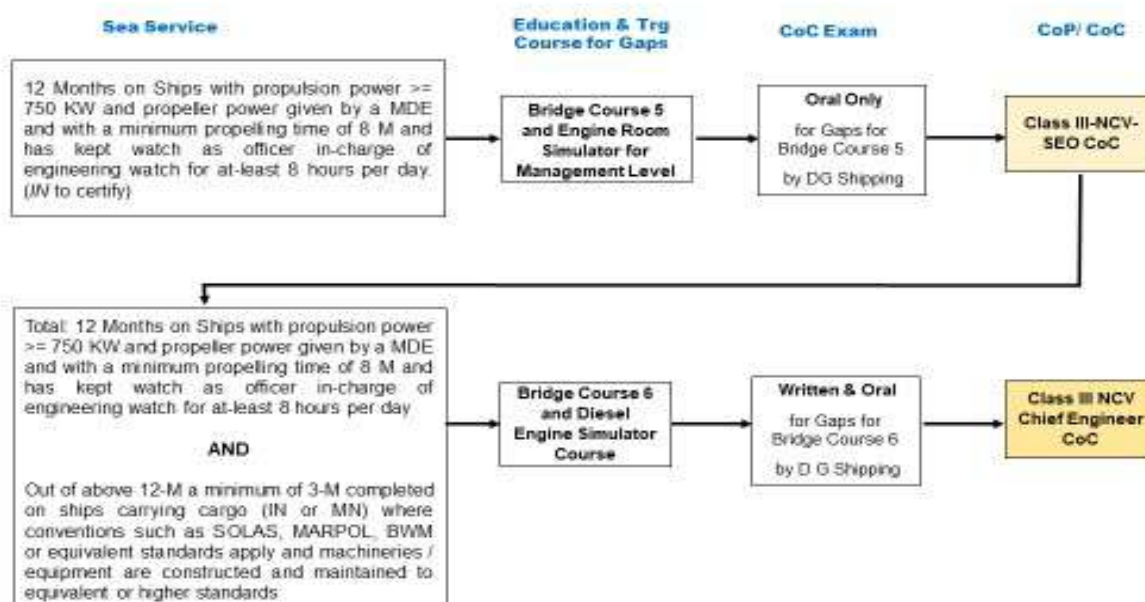 Sea Service
Education & Trg
Course for Gaps
CoC Exam
CoP/ CoC
12 Months on Ships with propulsion power >=
750 KW and propeller power given by a MDE
and with a minimum propelling time of 8 M and
has kept watch as officer in-charge of
engineering watch for at-least 8 hours per day.
(IN to certify)
Bridge Course 5
and Engine Room
Simulator for
Management Level
Oral Only
for Gaps for
Bridge Course 5
by DG Shipping
Class III-NCV-
SEO CoC
Total: 12 Months on Ships with propulsion power
>= 750 KW and propeller power given by a MDE
and with a minimum propelling time of 8 M and
has kept watch as officer in-charge of
engineering watch for at-least 8 hours per day
AND
Out of above 12-M a minimum of 3-M completed
on ships carrying cargo (IN or MN) where
conventions such as SOLAS, MARPOL, BWM
or equivalent standards apply and machineries /
equipment are constructed and maintained to
equivalent or higher standards
Bridge Course 6
and Diesel
Engine Simulator
Course
Written & Oral
for Gaps for
Bridge Course 6
by D G Shipping
Class III NCV
Chief Engineer
CoC